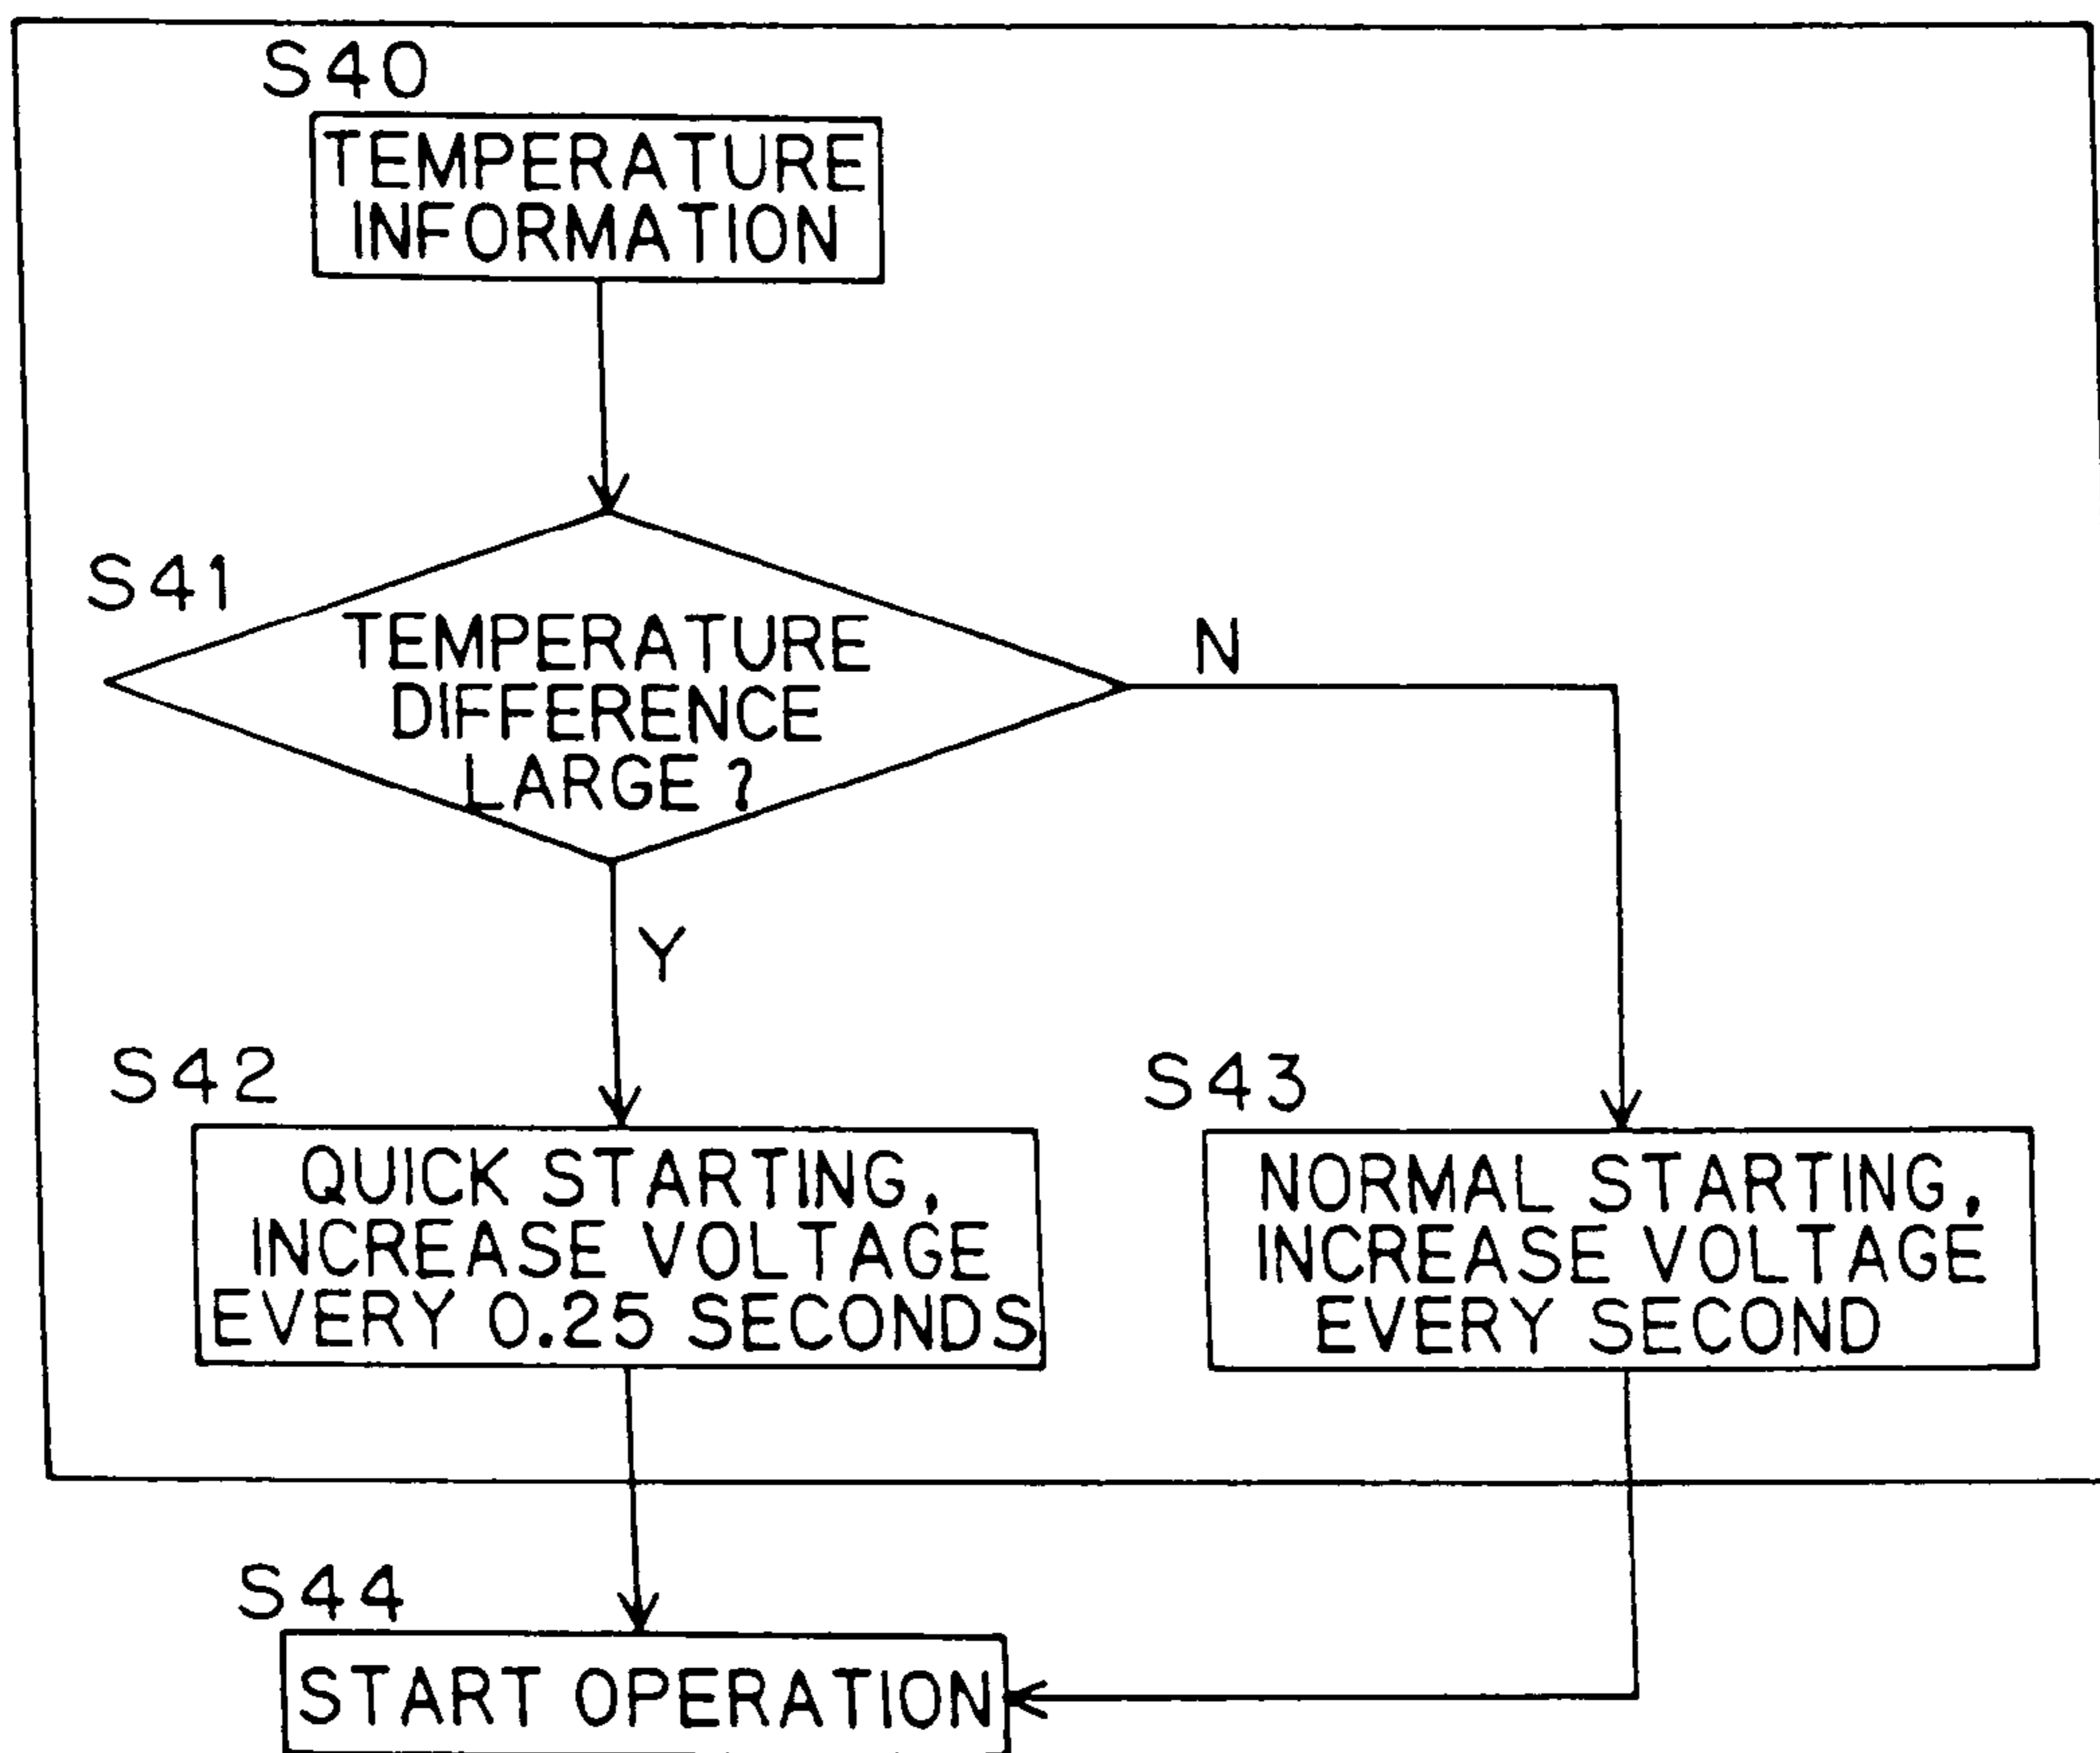 S40
TEMPERATURE
INFORMATION
S41
TEMPERATURE
DIFFERENCE
LARGE ?
N
Y
S42
QUICK STARTING,
INCREASE VOLTAGE
EVERY 0.25 SECONDS
S43
NORMAL STARTING,
INCREASE VOLTAGE
EVERY SECOND
S44
START OPERATION